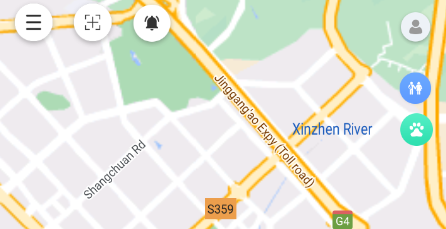 Jinggang'ao Expy (Toll road)
Xinzhen River
Shangchuan Rd
S359
G4